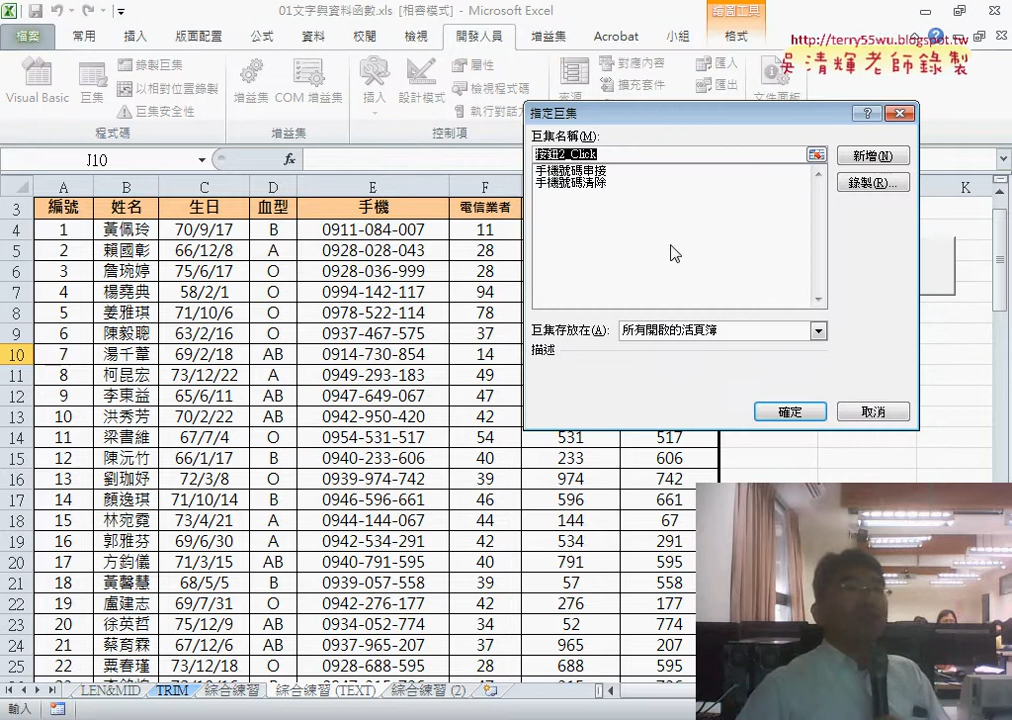 01文字與資料函數.xls [相容模式] - Microsoft Excel
繪圖工具
檔案 常用 插入 版面配置 公式 資料 校閱 檢視 開發人員 增益集 Acrobat 小組 格式
http://terry55wu.blogspot.tw
吳清輝老師錄製
Visual Basic 巨集 錄製巨集 以相對位置錄製 巨集安全性
增益集 COM 增益集 插入 設計模式 屬性 檢視程式碼 執行對話
來源 對應內容 擴充套件 匯入 匯出 文件面板
程式碼 增益集 控制項
J10 fx
指定巨集
巨集名稱(M):
按鈕2_Click
手機號碼串接
手機號碼清除
新增(N)
錄製(R)...
巨集存放在(A): 所有開啟的活頁簿
描述
確定 取消
A B C D E F K
3 編號 姓名 生日 血型 手機 電信業者
4 1 黃佩玲 70/9/17 B 0911-084-007 11
5 2 賴國彰 66/12/8 A 0928-028-043 28
6 3 詹琬婷 75/6/17 O 0928-036-999 28
7 4 楊堯典 58/2/1 O 0994-142-117 94
8 5 姜雅琪 71/10/6 O 0978-522-114 78
9 6 陳毅聰 63/2/16 O 0937-467-575 37
10 7 湯千葦 69/2/18 AB 0914-730-854 14
11 8 柯昆宏 73/12/22 A 0949-293-183 49
12 9 李東益 65/6/11 AB 0947-649-067 47
13 10 洪秀芳 70/2/22 AB 0942-950-420 42
14 11 梁書維 67/7/4 O 0954-531-517 54 531 517
15 12 陳沅竹 66/1/17 B 0940-233-606 40 233 606
16 13 劉珈妤 72/3/8 O 0939-974-742 39 974 742
17 14 顏逸琪 71/10/14 B 0946-596-661 46 596 661
18 15 林宛霓 73/4/21 A 0944-144-067 44 144 67
19 16 郭雅芬 69/6/30 A 0942-534-291 42 534 291
20 17 方鈞儀 71/3/15 AB 0940-791-595 40 791 595
21 18 黃馨慧 68/5/5 B 0939-057-558 39 57 558
22 19 盧建志 69/7/31 O 0942-276-177 42 276 177
23 20 徐英哲 75/12/9 AB 0934-052-774 34 52 774
24 21 蔡育霖 67/12/6 AB 0937-965-207 37 965 207
25 22 粟春瑾 73/12/18 O 0928-688-595 28 688 595
LEN&MID TRIM 綜合練習 綜合練習 (TEXT) 綜合練習 (2)
輸入